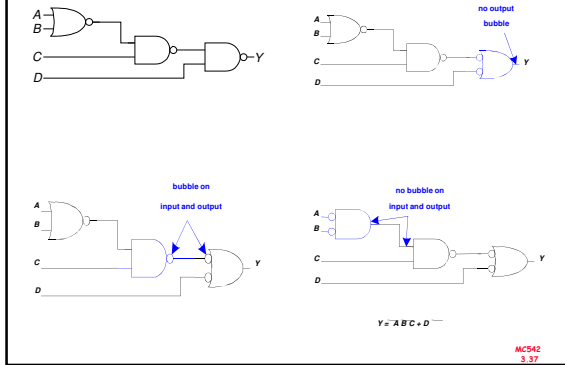 A
B
C
D
Y
no output
bubble
A
B
C
D
Y
bubble on
input and output
A
B
C
D
Y
no bubble on
input and output
A
B
C
D
Y
Y = A̅ B̅ C + D̅
MC542
3.37